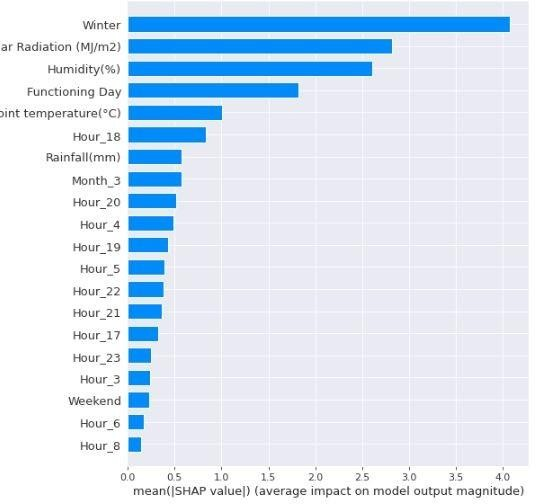 Winter
ar Radiation (MJ/m2)
Humidity(%)
Functioning Day
oint temperature(°C)
Hour_18
Rainfall(mm)
Month_3
Hour_20
Hour_4
Hour_19
Hour_5
Hour_22
Hour_21
Hour_17
Hour_23
Hour_3
Weekend
Hour_6
Hour_8
0.0 0.5 1.0 1.5 2.0 2.5 3.0 3.5 4.0
mean(|SHAP value|) (average impact on model output magnitude)